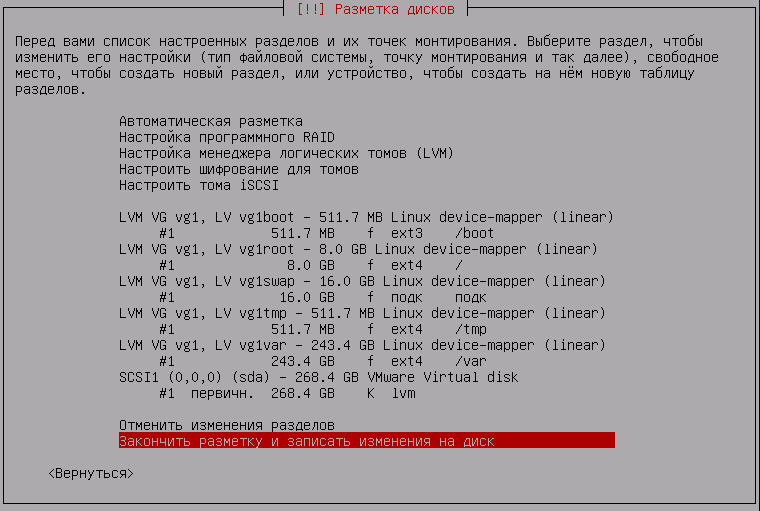 [!!] Разметка дисков
Перед вами список настроенных разделов и их точек монтирования. Выберите раздел, чтобы
изменить его настройки (тип файловой системы, точку монтирования и так далее), свободное
место, чтобы создать новый раздел, или устройство, чтобы создать на нём новую таблицу
разделов.
Автоматическая разметка
Настройка программного RAID
Настройка менеджера логических томов (LVM)
Настроить шифрование для томов
Настроить тома iSCSI
LVM VG vg1, LV vg1boot - 511.7 MB Linux device-mapper (linear)
#1 511.7 MB f ext3 /boot
LVM VG vg1, LV vg1root - 8.0 GB Linux device-mapper (linear)
#1 8.0 GB f ext4 /
LVM VG vg1, LV vg1swap - 16.0 GB Linux device-mapper (linear)
#1 16.0 GB f подк подк
LVM VG vg1, LV vg1tmp - 511.7 MB Linux device-mapper (linear)
#1 511.7 MB f ext4 /tmp
LVM VG vg1, LV vg1var - 243.4 GB Linux device-mapper (linear)
#1 243.4 GB f ext4 /var
SCSI1 (0,0,0) (sda) - 268.4 GB VMware Virtual disk
#1 первичн. 268.4 GB K lvm
Отменить изменения разделов
Закончить разметку и записать изменения на диск
<Вернуться>